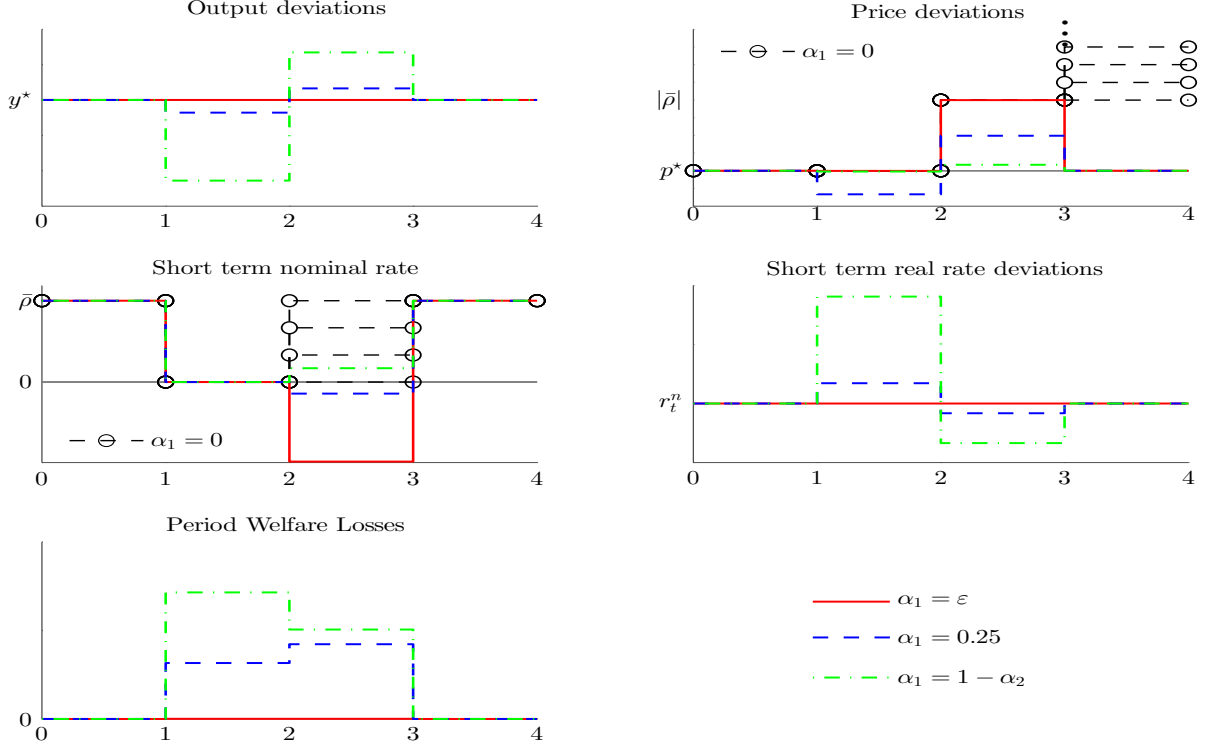 Output deviations
y⋆
0 1 2 3 4
Price deviations
α₁ = 0
|ρ̄|
p⋆
0 1 2 3 4
Short term nominal rate
ρ̄
0
α₁ = 0
0 1 2 3 4
Short term real rate deviations
rₜⁿ
0 1 2 3 4
Period Welfare Losses
0
0 1 2 3 4
α₁ = ε
α₁ = 0.25
α₁ = 1 − α₂